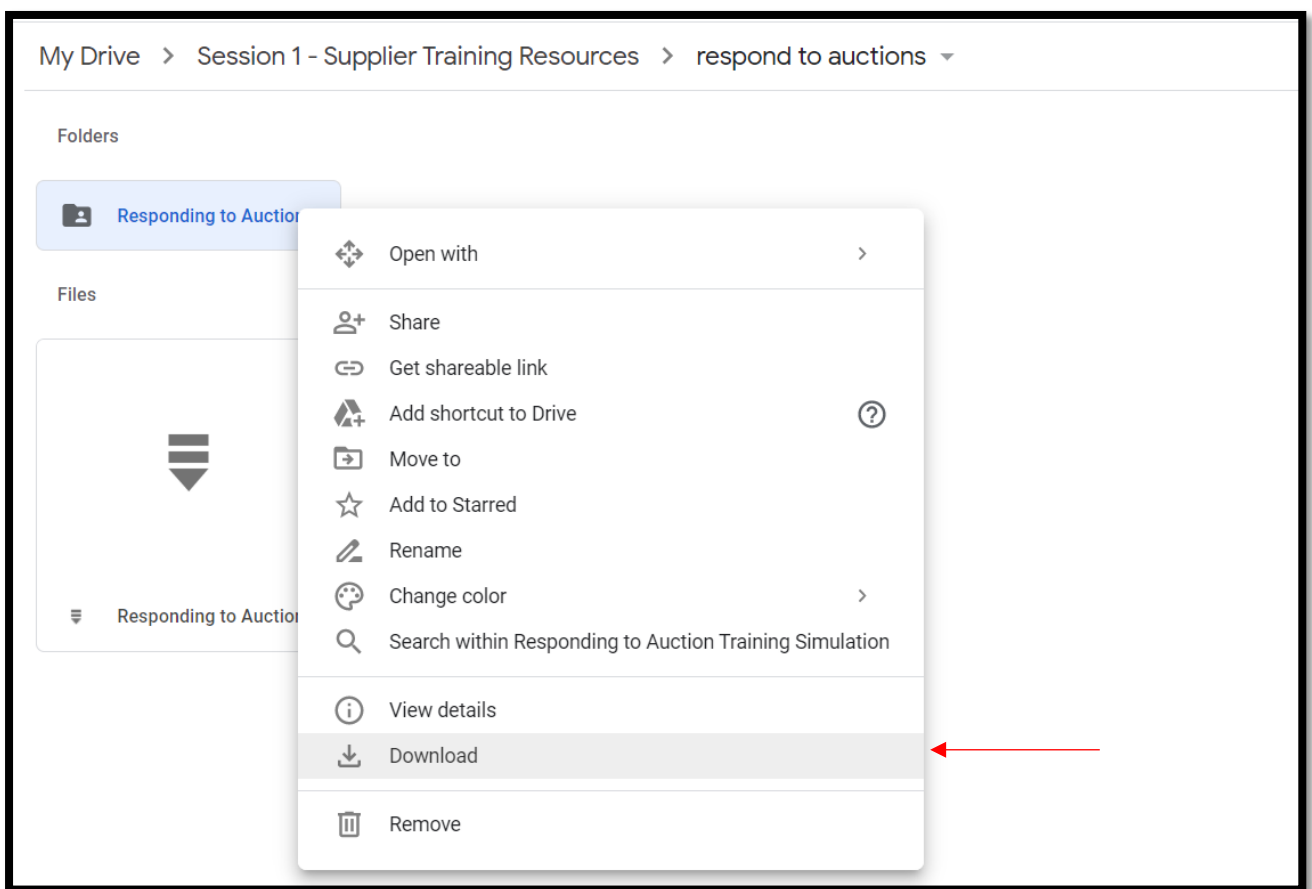 My Drive > Session 1 - Supplier Training Resources > respond to auctions
Folders
Responding to Auction
Open with
Files
Share
Get shareable link
Add shortcut to Drive
Move to
Add to Starred
Rename
Change color
Responding to Auction
Search within Responding to Auction Training Simulation
View details
Download
Remove